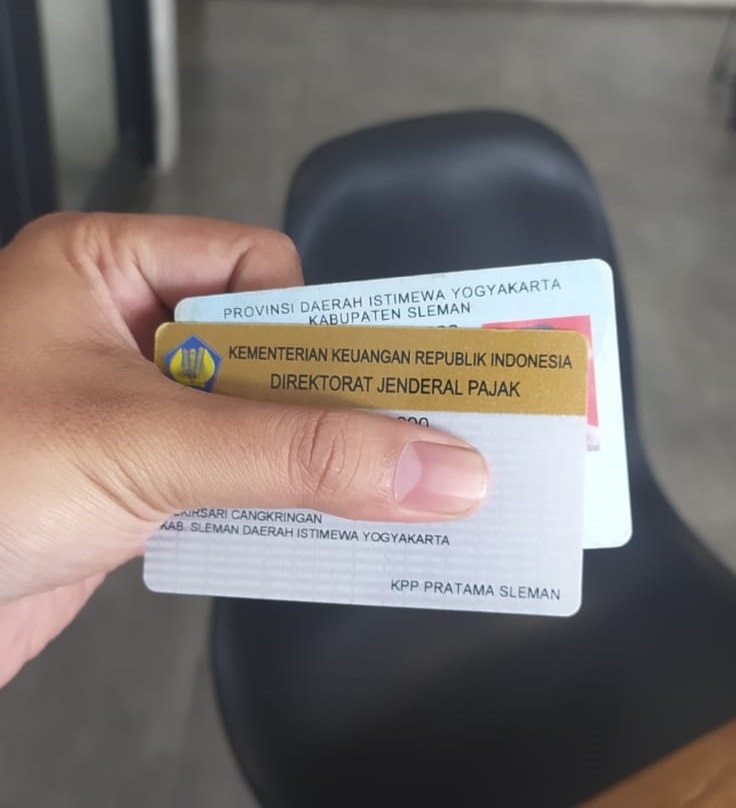 PROVINSI DAERAH ISTIMEWA YOGYAKARTA
KABUPATEN SLEMAN
KEMENTERIAN KEUANGAN REPUBLIK INDONESIA
DIREKTORAT JENDERAL PAJAK
CANGKRINGAN
KAB. SLEMAN DAERAH ISTIMEWA YOGYAKARTA
KPP PRATAMA SLEMAN